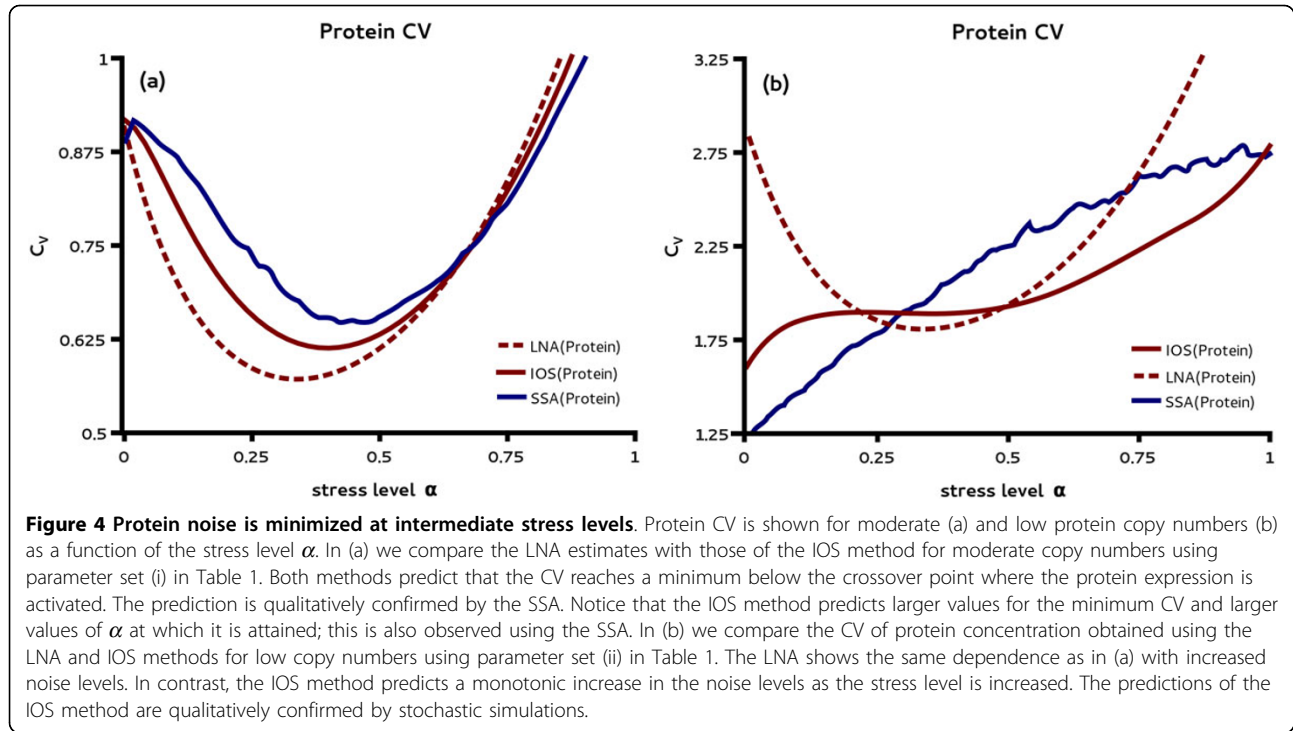 Protein CV
(a)
1
0.875
0.75
0.625
0.5
Cv
0
0.25
0.5
0.75
1
stress level α
LNA(Protein)
IOS(Protein)
SSA(Protein)
Protein CV
(b)
3.25
2.75
2.25
1.75
1.25
Cv
0
0.25
0.5
0.75
1
stress level α
IOS(Protein)
LNA(Protein)
SSA(Protein)
Figure 4 Protein noise is minimized at intermediate stress levels. Protein CV is shown for moderate (a) and low protein copy numbers (b)
as a function of the stress level α. In (a) we compare the LNA estimates with those of the IOS method for moderate copy numbers using
parameter set (i) in Table 1. Both methods predict that the CV reaches a minimum below the crossover point where the protein expression is
activated. The prediction is qualitatively confirmed by the SSA. Notice that the IOS method predicts larger values for the minimum CV and larger
values of α at which it is attained; this is also observed using the SSA. In (b) we compare the CV of protein concentration obtained using the
LNA and IOS methods for low copy numbers using parameter set (ii) in Table 1. The LNA shows the same dependence as in (a) with increased
noise levels. In contrast, the IOS method predicts a monotonic increase in the noise levels as the stress level is increased. The predictions of the
IOS method are qualitatively confirmed by stochastic simulations.